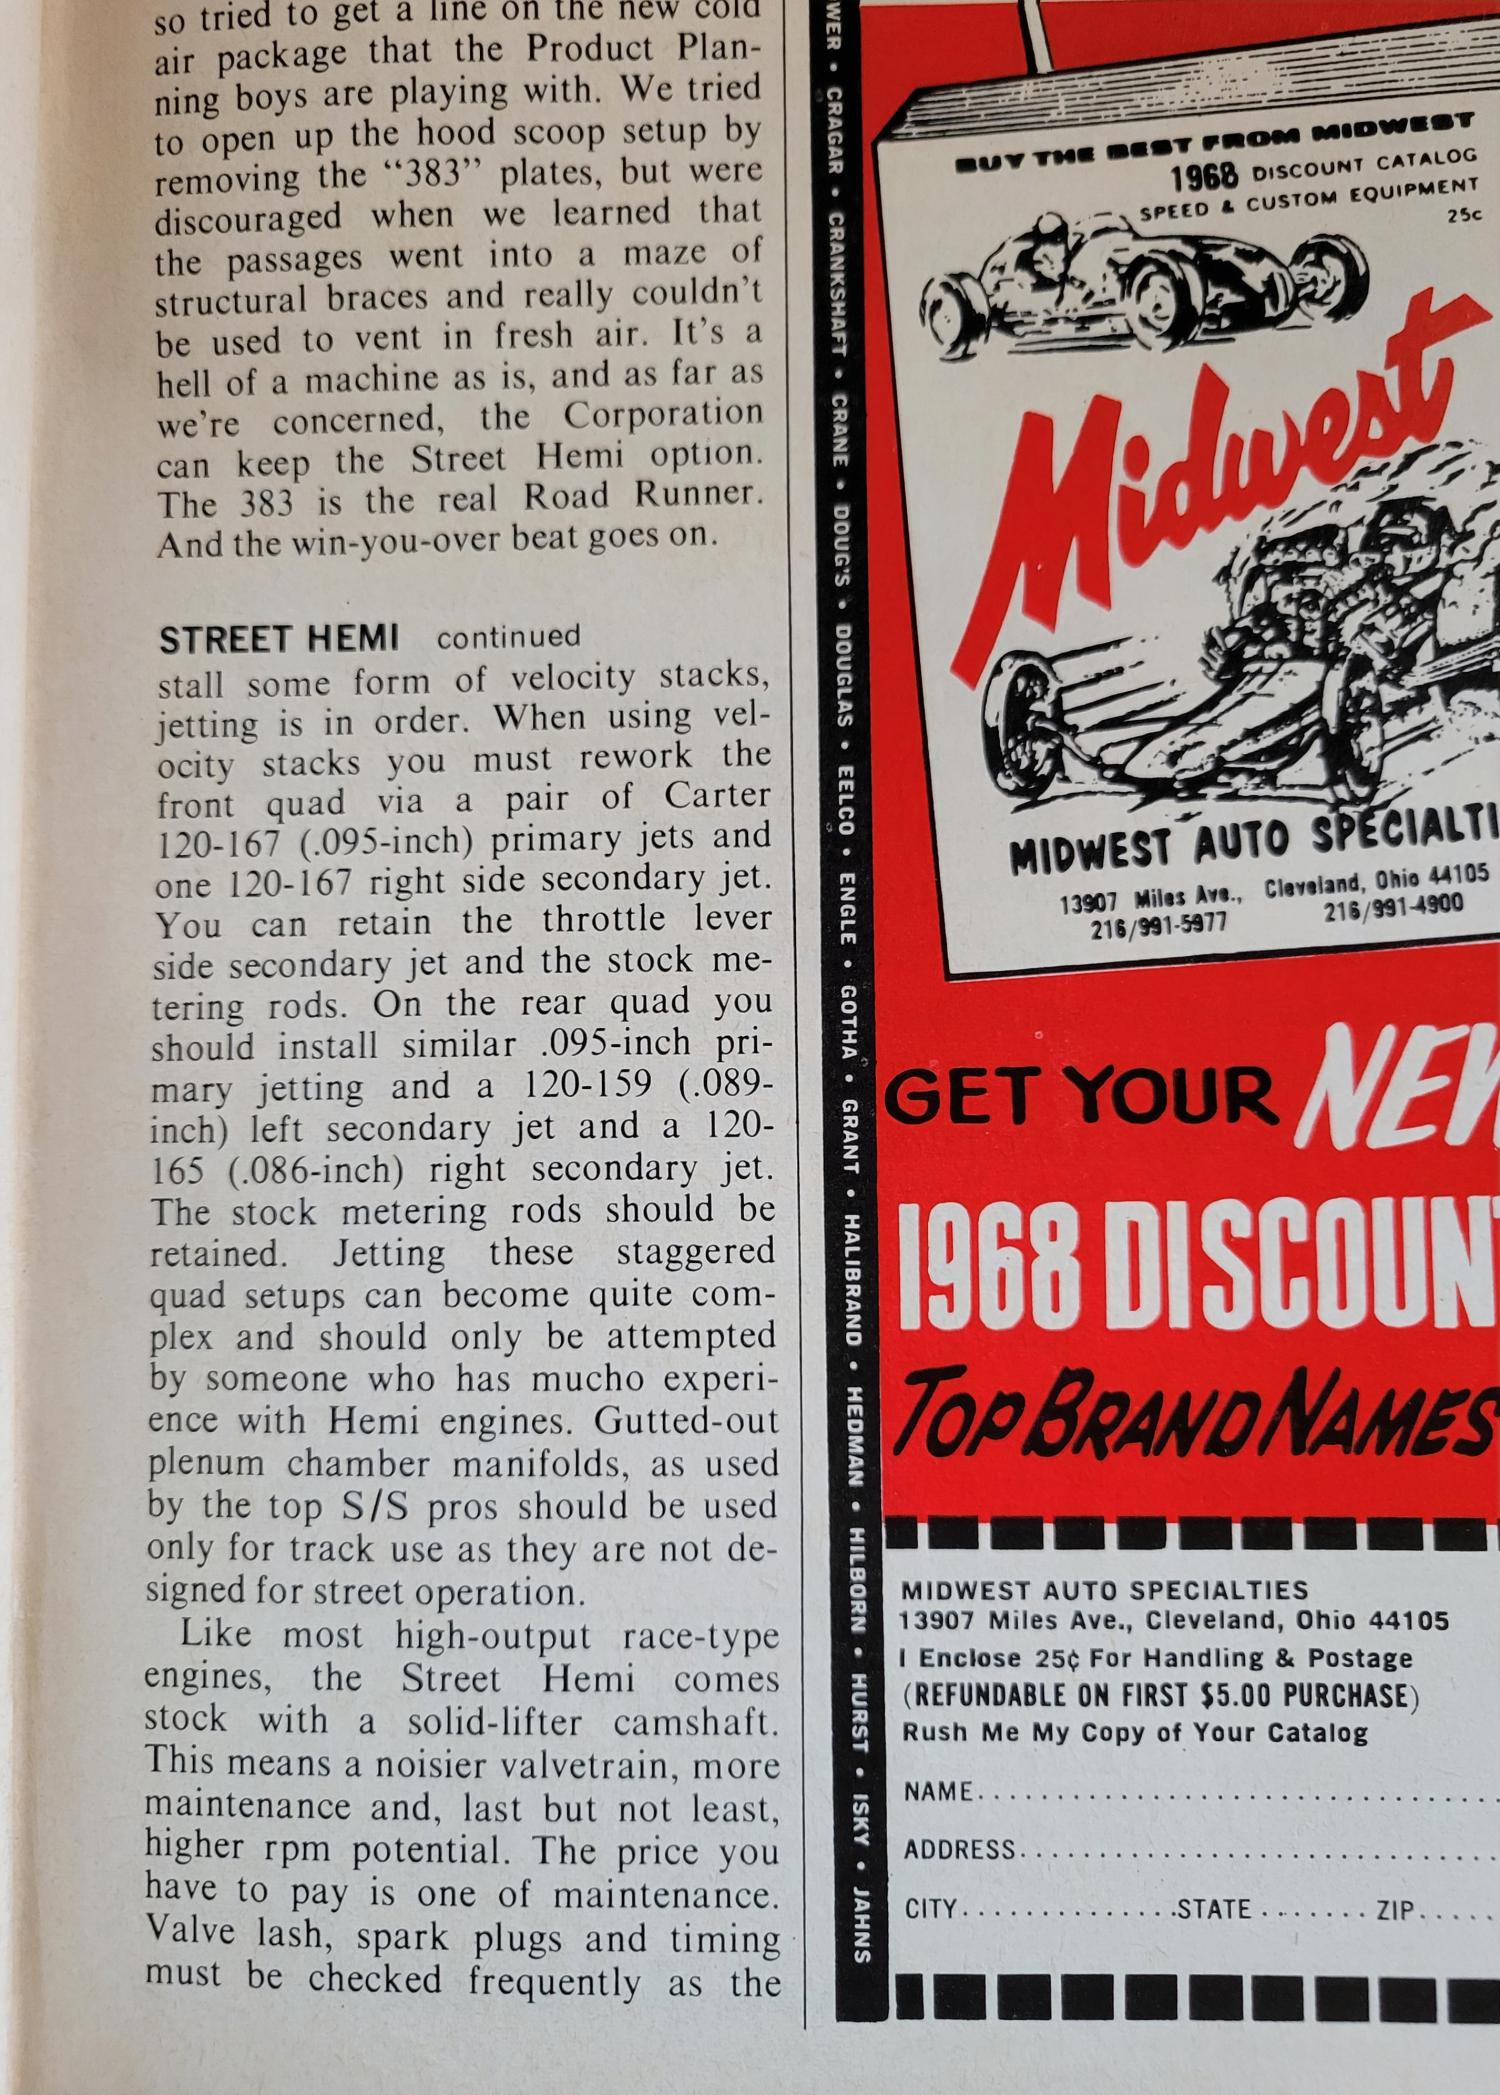 so tried to get a line on the new cold
air package that the Product Plan-
ning boys are playing with. We tried
to open up the hood scoop setup by
removing the “383” plates, but were
discouraged when we learned that
the passages went into a maze of
structural braces and really couldn't
be used to vent in fresh air. It's a
hell of a machine as is, and as far as
we're concerned, the Corporation
can keep the Street Hemi option.
The 383 is the real Road Runner.
And the win-you-over beat goes on.
STREET HEMI continued
stall some form of velocity stacks,
jetting is in order. When using vel-
ocity stacks you must rework the
front quad via a pair of Carter
120-167 (.095-inch) primary jets and
one 120-167 right side secondary jet.
You can retain the throttle lever
side secondary jet and the stock me-
tering rods. On the rear quad you
should install similar .095-inch pri-
mary jetting and a 120-159 (.089-
inch) left secondary jet and a 120-
165 (.086-inch) right secondary jet.
The stock metering rods should be
retained. Jetting these staggered
quad setups can become quite com-
plex and should only be attempted
by someone who has mucho experi-
ence with Hemi engines. Gutted-out
plenum chamber manifolds, as used
by the top S/S pros should be used
only for track use as they are not de-
signed for street operation.
Like most high-output race-type
engines, the Street Hemi comes
stock with a solid-lifter camshaft.
This means a noisier valvetrain, more
maintenance and, last but not least,
higher rpm potential. The price you
have to pay is one of maintenance.
Valve lash, spark plugs and timing
must be checked frequently as the
WER • CRAGAR • CRANKSHAFT • CRANE • DOUG'S • DOUGLAS • EELCO • ENGLE • GOTHA • GRANT • HALIBRAND • HEDMAN • HILBORN • HURST • ISKY • JAHNS
BUY THE BEST FROM MIDWEST
1968 DISCOUNT CATALOG
SPEED & CUSTOM EQUIPMENT
25c
Midwest
MIDWEST AUTO SPECIALTI
13907 Miles Ave., Cleveland, Ohio 44105
216/991-5977 216/991-4900
GET YOUR NEW
1968 DISCOUNT
TOP BRAND NAMES
MIDWEST AUTO SPECIALTIES
13907 Miles Ave., Cleveland, Ohio 44105
I Enclose 25¢ For Handling & Postage
(REFUNDABLE ON FIRST $5.00 PURCHASE)
Rush Me My Copy of Your Catalog
NAME
ADDRESS
CITY STATE ZIP